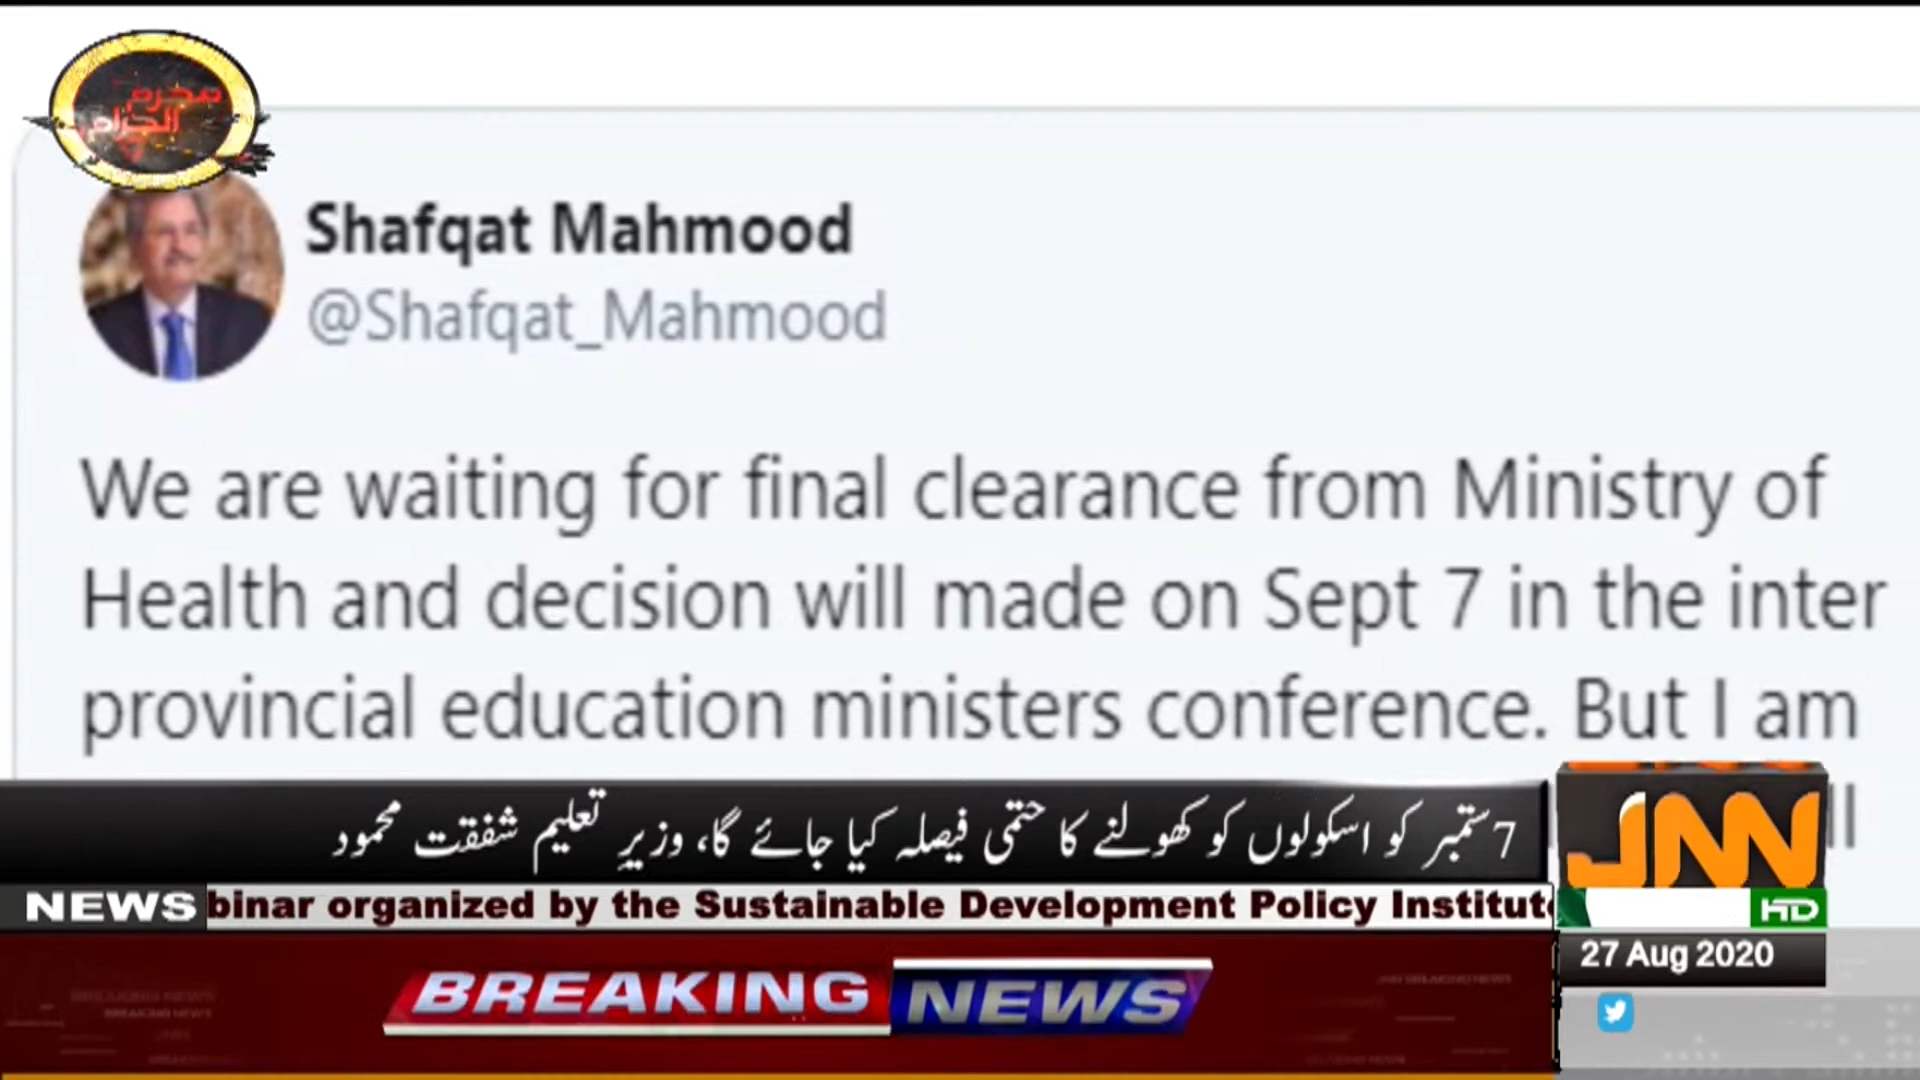 محرم
الحرام
Shafqat Mahmood
@Shafqat_Mahmood
We are waiting for final clearance from Ministry of
Health and decision will made on Sept 7 in the inter
provincial education ministers conference. But I am
7 ستمبر کو اسکولوں کو کھولنے کا حتمی فیصلہ کیا جائے گا، وزیرِ تعلیم شفقت محمود
JNN
HD
NEWS
binar organized by the Sustainable Development Policy Institut
27 Aug 2020
BREAKING NEWS